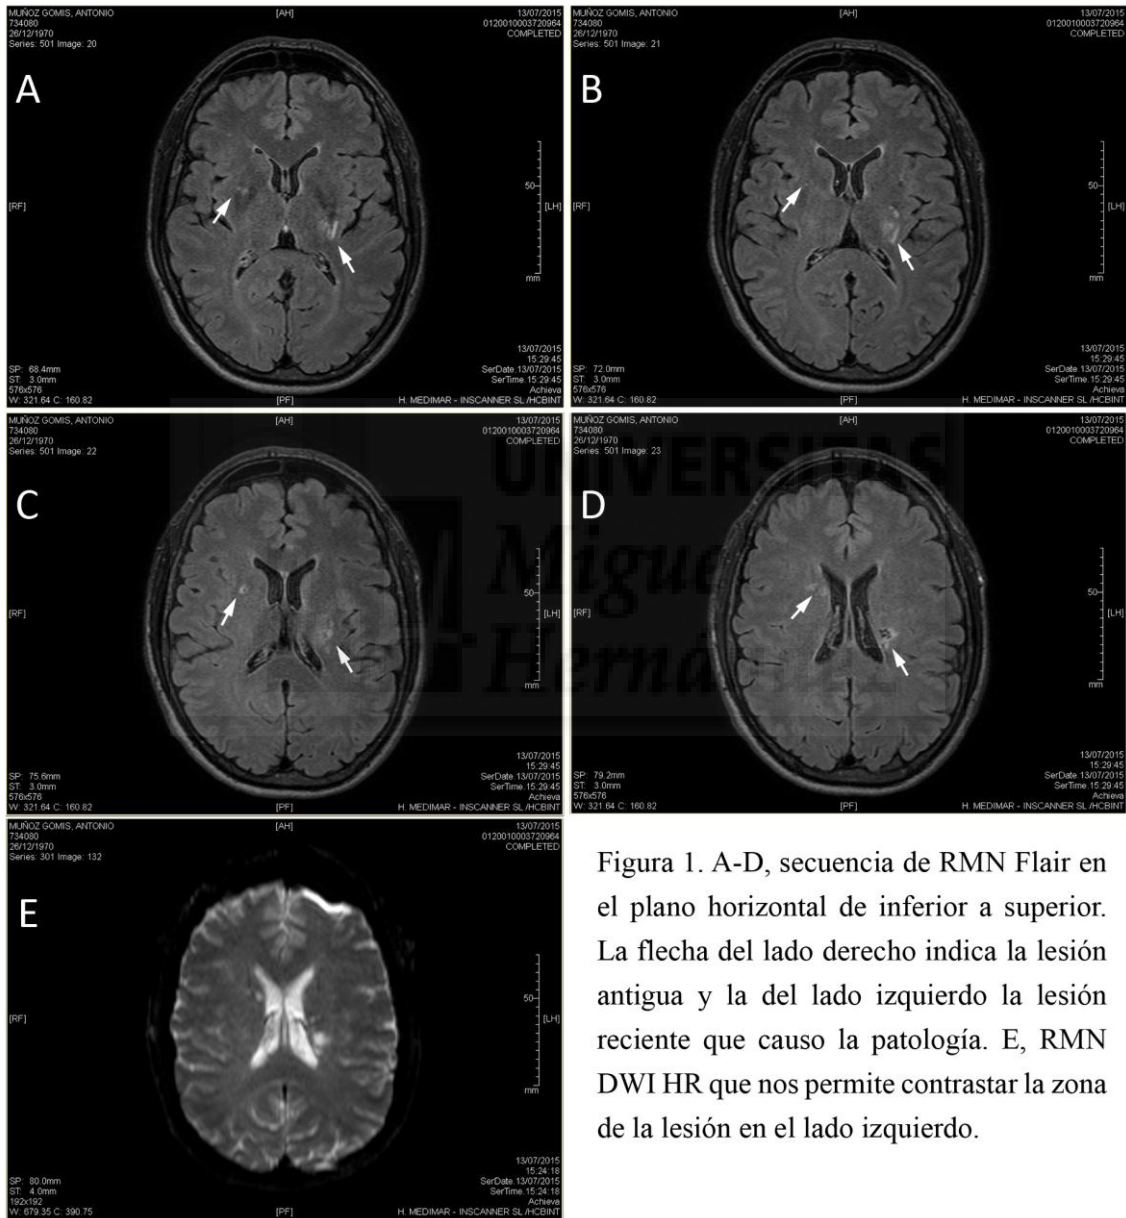 MUÑOZ GOMIS, ANTONIO
734080
26/12/1970
Series: 501 Image: 20
[AH]
13/07/2015
0120010003720964
COMPLETED
A
[RF]
50
[LH]
mm
SP: 68.4mm
ST: 3.0mm
576x576
W: 321.64 C: 160.82
[PF]
13/07/2015
15:29:45
SerDate.13/07/2015
SerTime.15:29:45
Achieva
H. MEDIMAR - INSCANNER SL /HCBINT
MUÑOZ GOMIS, ANTONIO
734080
26/12/1970
Series: 501 Image: 21
[AH]
13/07/2015
0120010003720964
COMPLETED
B
[RF]
50
[LH]
mm
SP: 72.0mm
ST: 3.0mm
576x576
W: 321.64 C: 160.82
[PF]
13/07/2015
15:29:45
SerDate.13/07/2015
SerTime.15:29:45
Achieva
H. MEDIMAR - INSCANNER SL /HCBINT
MUÑOZ GOMIS, ANTONIO
734080
26/12/1970
Series: 501 Image: 22
[AH]
13/07/2015
0120010003720964
COMPLETED
C
[RF]
50
[LH]
mm
SP: 75.6mm
ST: 3.0mm
576x576
W: 321.64 C: 160.82
[PF]
13/07/2015
15:29:45
SerDate.13/07/2015
SerTime.15:29:45
Achieva
H. MEDIMAR - INSCANNER SL /HCBINT
MUÑOZ GOMIS, ANTONIO
734080
26/12/1970
Series: 501 Image: 23
[AH]
13/07/2015
0120010003720964
COMPLETED
D
[RF]
50
[LH]
mm
SP: 79.2mm
ST: 3.0mm
576x576
W: 321.64 C: 160.82
[PF]
13/07/2015
15:29:45
SerDate.13/07/2015
SerTime.15:29:45
Achieva
H. MEDIMAR - INSCANNER SL /HCBINT
UNIVERSITAS
Miguel
Hernández
MUÑOZ GOMIS, ANTONIO
734080
26/12/1970
Series: 301 Image: 132
[AH]
13/07/2015
0120010003720964
COMPLETED
E
[RF]
50
[LH]
mm
SP: 80.0mm
ST: 4.0mm
192x192
W: 679.35 C: 390.75
[PF]
13/07/2015
15:24:18
SerDate.13/07/2015
SerTime.15:24:18
Achieva
H. MEDIMAR - INSCANNER SL /HCBINT
Figura 1. A-D, secuencia de RMN Flair en
el plano horizontal de inferior a superior.
La flecha del lado derecho indica la lesión
antigua y la del lado izquierdo la lesión
reciente que causo la patología. E, RMN
DWI HR que nos permite contrastar la zona
de la lesión en el lado izquierdo.